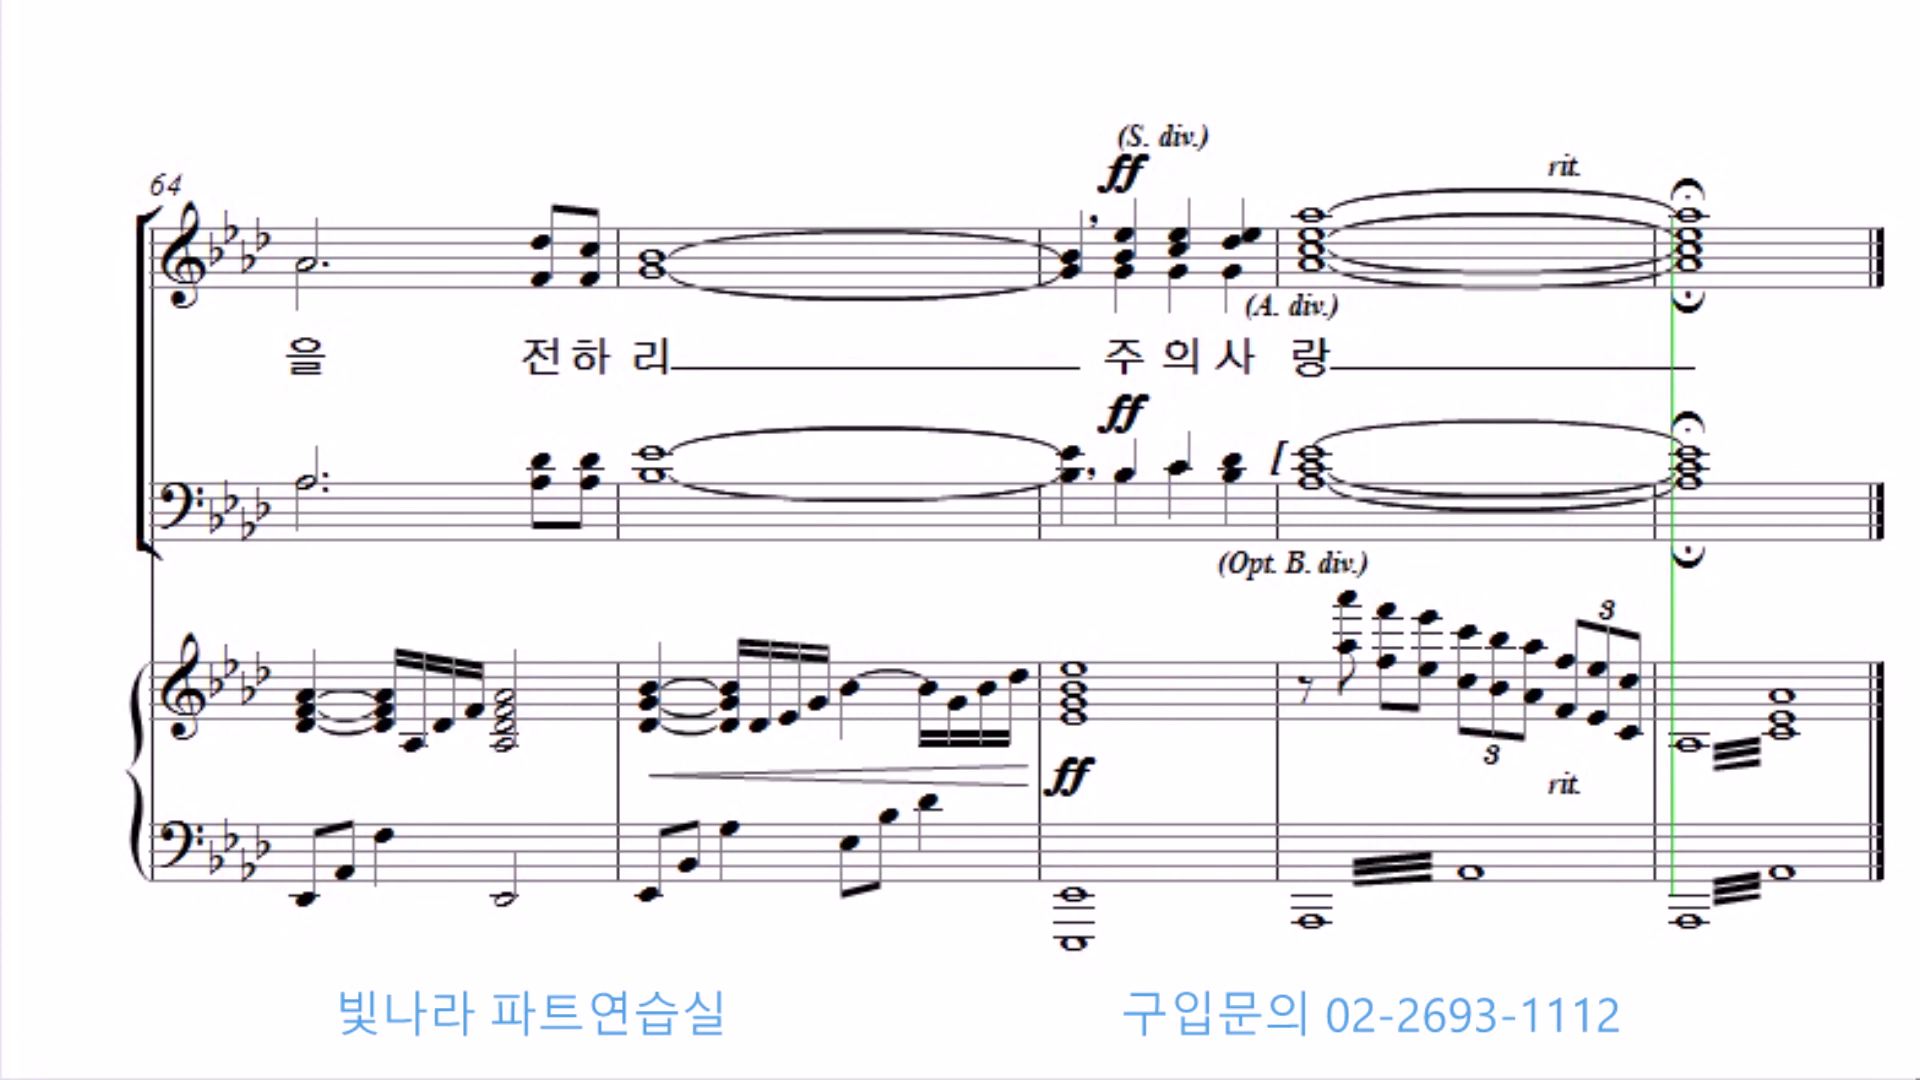 (S. div.)
ff
rit.
64
(A. div.)
을 전하 리 주의사 랑
ff
(Opt. B. div.)
3
3
rit.
ff
빛나라 파트연습실 구입문의 02-2693-1112